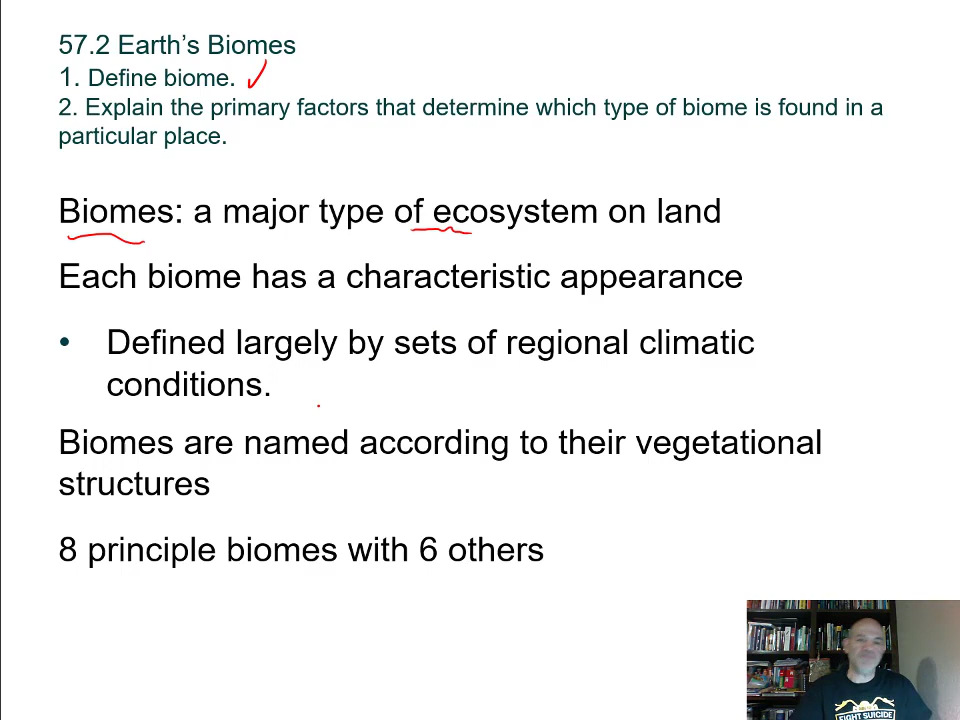 57.2 Earth's Biomes
1. Define biome.
2. Explain the primary factors that determine which type of biome is found in a
particular place.
Biomes: a major type of ecosystem on land
Each biome has a characteristic appearance
• Defined largely by sets of regional climatic
conditions.
Biomes are named according to their vegetational
structures
8 principle biomes with 6 others
FIGHT SUICIDE